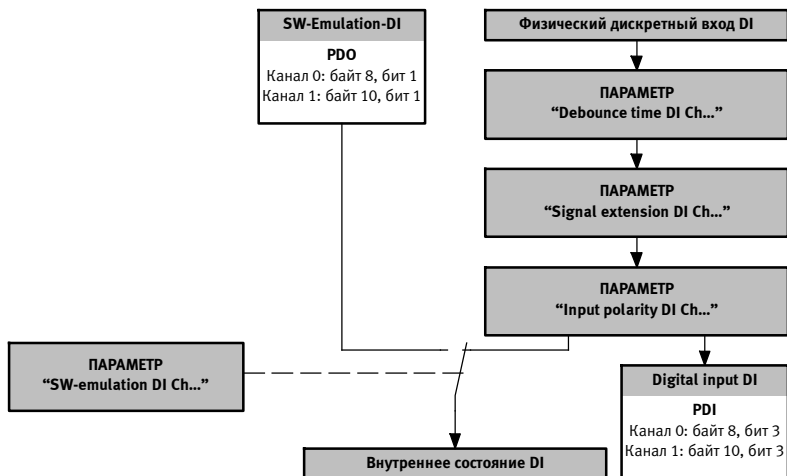 SW-Emulation-DI
PDO
Канал 0: байт 8, бит 1
Канал 1: байт 10, бит 1
Физический дискретный вход DI
ПАРАМЕТР
“Debounce time DI Ch...”
ПАРАМЕТР
“Signal extension DI Ch...”
ПАРАМЕТР
“Input polarity DI Ch...”
ПАРАМЕТР
“SW-emulation DI Ch...”
Digital input DI
PDI
Канал 0: байт 8, бит 3
Канал 1: байт 10, бит 3
Внутреннее состояние DI